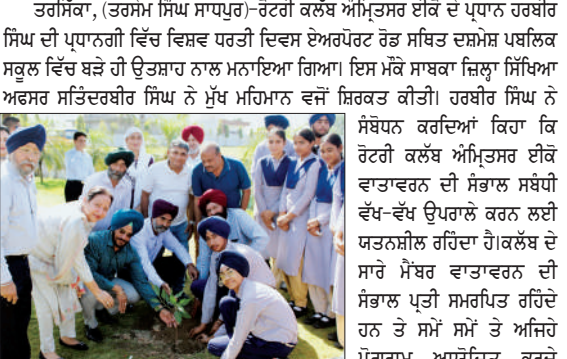 ਤਰਸਿੱਕਾ, (ਤਰਸੇਮ ਸਿੰਘ ਸਾਧਪੁਰ)-ਰੋਟਰੀ ਕਲੱਬ ਅੰਮ੍ਰਿਤਸਰ ਈਕੋ ਦੇ ਪ੍ਰਧਾਨ ਹਰਬੀਰ
ਸਿੰਘ ਦੀ ਪ੍ਰਧਾਨਗੀ ਵਿੱਚ ਵਿਸ਼ਵ ਧਰਤੀ ਦਿਵਸ ਏਅਰਪੋਰਟ ਰੋਡ ਸਥਿਤ ਦਸ਼ਮੇਸ਼ ਪਬਲਿਕ
ਸਕੂਲ ਵਿੱਚ ਬੜੇ ਹੀ ਉਤਸ਼ਾਹ ਨਾਲ ਮਨਾਇਆ ਗਿਆ। ਇਸ ਮੌਕੇ ਸਾਬਕਾ ਜ਼ਿਲ੍ਹਾ ਸਿੱਖਿਆ
ਅਫਸਰ ਸਤਿੰਦਰਬੀਰ ਸਿੰਘ ਨੇ ਮੁੱਖ ਮਹਿਮਾਨ ਵਜੋਂ ਸ਼ਿਰਕਤ ਕੀਤੀ। ਹਰਬੀਰ ਸਿੰਘ ਨੇ
ਸੰਬੋਧਨ ਕਰਦਿਆਂ ਕਿਹਾ ਕਿ
ਰੋਟਰੀ ਕਲੱਬ ਅੰਮ੍ਰਿਤਸਰ ਈਕੋ
ਵਾਤਾਵਰਨ ਦੀ ਸੰਭਾਲ ਸਬੰਧੀ
ਵੱਖ-ਵੱਖ ਉਪਰਾਲੇ ਕਰਨ ਲਈ
ਯਤਨਸ਼ੀਲ ਰਹਿੰਦਾ ਹੈ।ਕਲੱਬ ਦੇ
ਸਾਰੇ ਮੈਂਬਰ ਵਾਤਾਵਰਨ ਦੀ
ਸੰਭਾਲ ਪ੍ਰਤੀ ਸਮਰਪਿਤ ਰਹਿੰਦੇ
ਹਨ ਤੇ ਸਮੇਂ ਸਮੇਂ ਤੇ ਅਜਿਹੇ